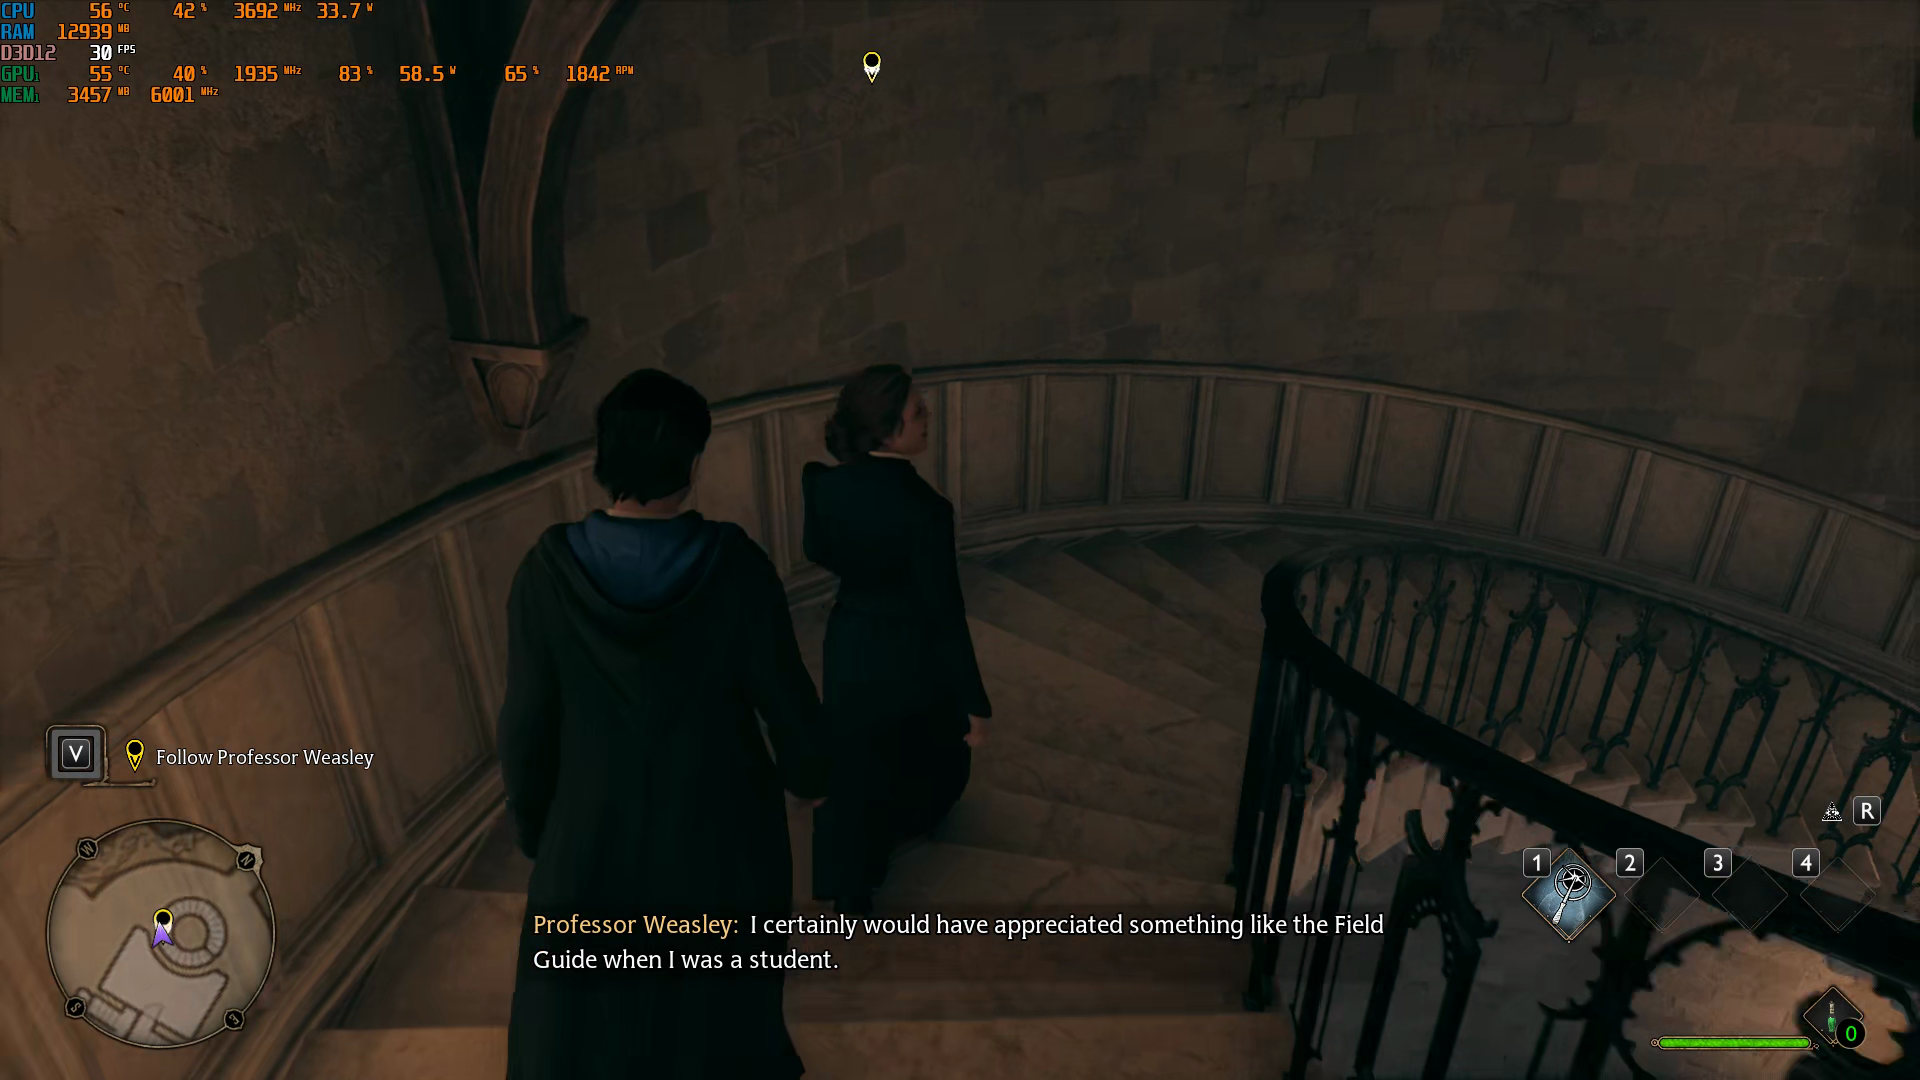 CPU 56 °C 42 % 3692 MHz 33.7 W
RAM 12939 MB
D3D12 30 FPS
GPU1 55 °C 40 % 1935 MHz 83 % 58.5 W 65 % 1842 RPM
MEM1 3457 MB 6001 MHz
V Follow Professor Weasley
R
1 2 3 4
W N
S E
Professor Weasley: I certainly would have appreciated something like the Field
Guide when I was a student.
0